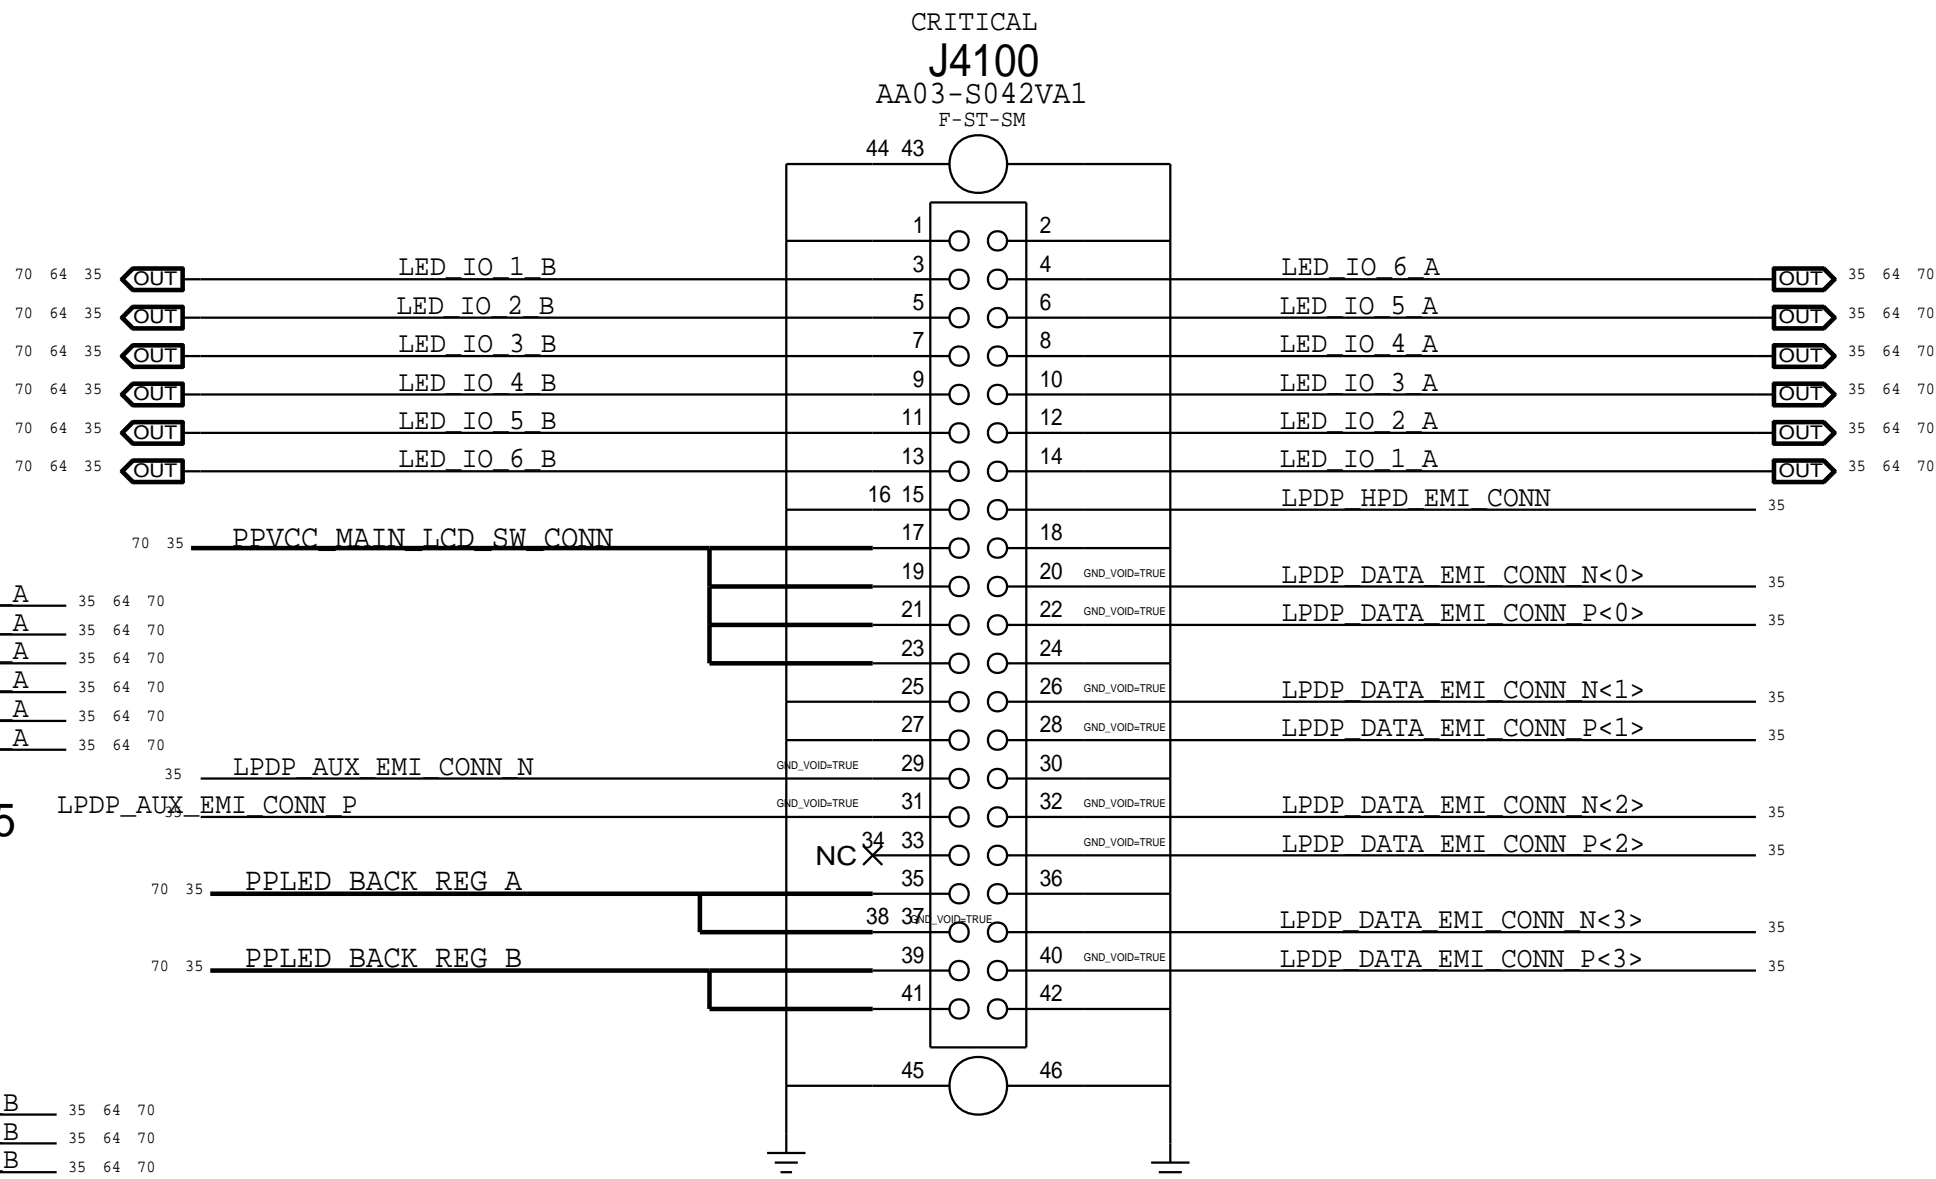 CRITICAL
J4100
AA03-S042VA1
F-ST-SM
44 43
1 2
70 64 35 OUT LED_IO_1_B 3 4 LED_IO_6_A OUT 35 64 70
70 64 35 OUT LED_IO_2_B 5 6 LED_IO_5_A OUT 35 64 70
70 64 35 OUT LED_IO_3_B 7 8 LED_IO_4_A OUT 35 64 70
70 64 35 OUT LED_IO_4_B 9 10 LED_IO_3_A OUT 35 64 70
70 64 35 OUT LED_IO_5_B 11 12 LED_IO_2_A OUT 35 64 70
70 64 35 OUT LED_IO_6_B 13 14 LED_IO_1_A OUT 35 64 70
16 15 LPDP_HPD_EMI_CONN 35
70 35 PPVCC_MAIN_LCD_SW_CONN 17 18
19 20 GND_VOID=TRUE LPDP_DATA_EMI_CONN_N<0> 35
_A 35 64 70
21 22 GND_VOID=TRUE LPDP_DATA_EMI_CONN_P<0> 35
_A 35 64 70
_A 35 64 70
23 24
_A 35 64 70
25 26 GND_VOID=TRUE LPDP_DATA_EMI_CONN_N<1> 35
_A 35 64 70
27 28 GND_VOID=TRUE LPDP_DATA_EMI_CONN_P<1> 35
_A 35 64 70
35 LPDP_AUX_EMI_CONN_N GND_VOID=TRUE 29 30
5 35 LPDP_AUX_EMI_CONN_P GND_VOID=TRUE 31 32 GND_VOID=TRUE LPDP_DATA_EMI_CONN_N<2> 35
NC 34 33 GND_VOID=TRUE LPDP_DATA_EMI_CONN_P<2> 35
70 35 PPLED_BACK_REG_A 35 36
38 37 GND_VOID=TRUE LPDP_DATA_EMI_CONN_N<3> 35
70 35 PPLED_BACK_REG_B 39 40 GND_VOID=TRUE LPDP_DATA_EMI_CONN_P<3> 35
41 42
45 46
B 35 64 70
B 35 64 70
B 35 64 70